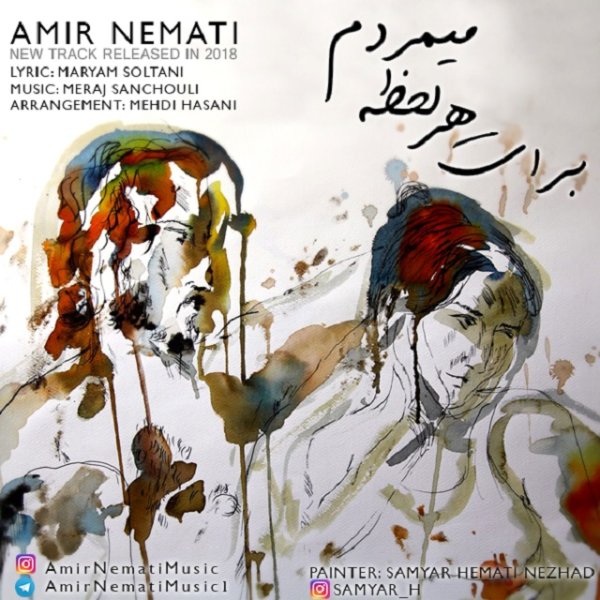 AMIR NEMATI
NEW TRACK RELEASED IN 2018
LYRIC: MARYAM SOLTANI
MUSIC: MERAJ SANCHOULI
ARRANGEMENT: MEHDI HASANI
برای هر لحظه
میمردم
AmirNematiMusic
AmirNematiMusic1
PAINTER: SAMYAR HEMATI NEZHAD
SAMYAR_H